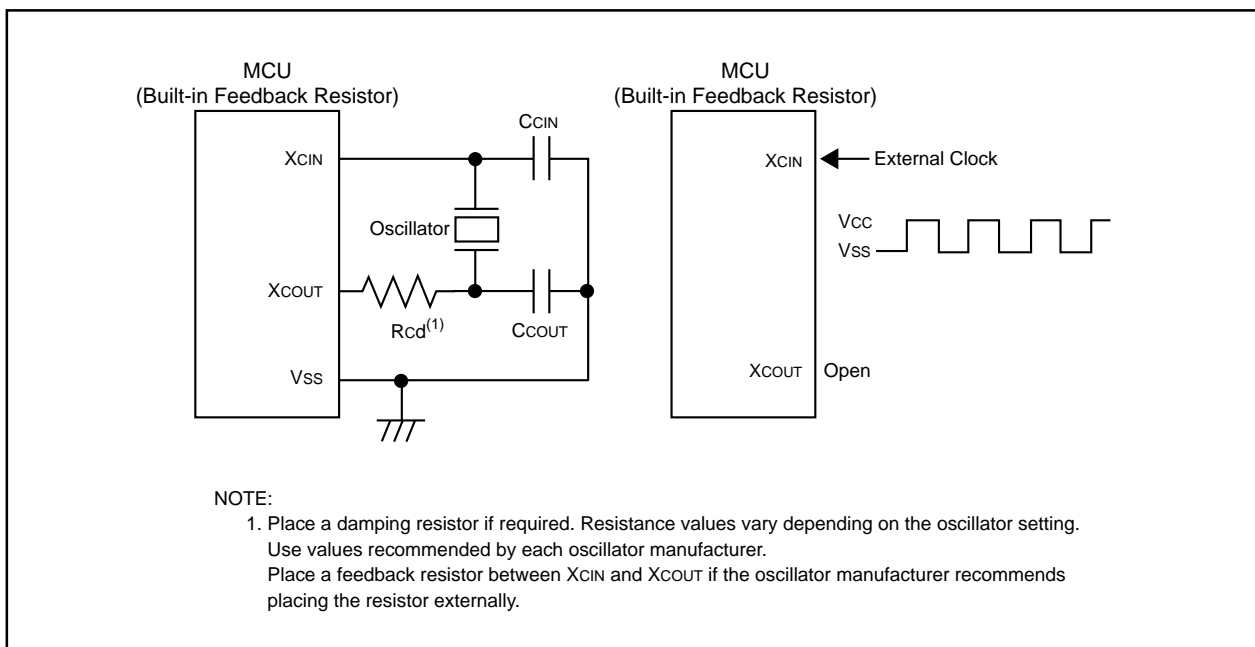 MCU
(Built-in Feedback Resistor)
XCIN
CCIN
Oscillator
XCOUT
RCd(1)
CCOUT
VSS
MCU
(Built-in Feedback Resistor)
XCIN
External Clock
VCC
VSS
XCOUT
Open
NOTE:
1. Place a damping resistor if required. Resistance values vary depending on the oscillator setting.
Use values recommended by each oscillator manufacturer.
Place a feedback resistor between XCIN and XCOUT if the oscillator manufacturer recommends
placing the resistor externally.